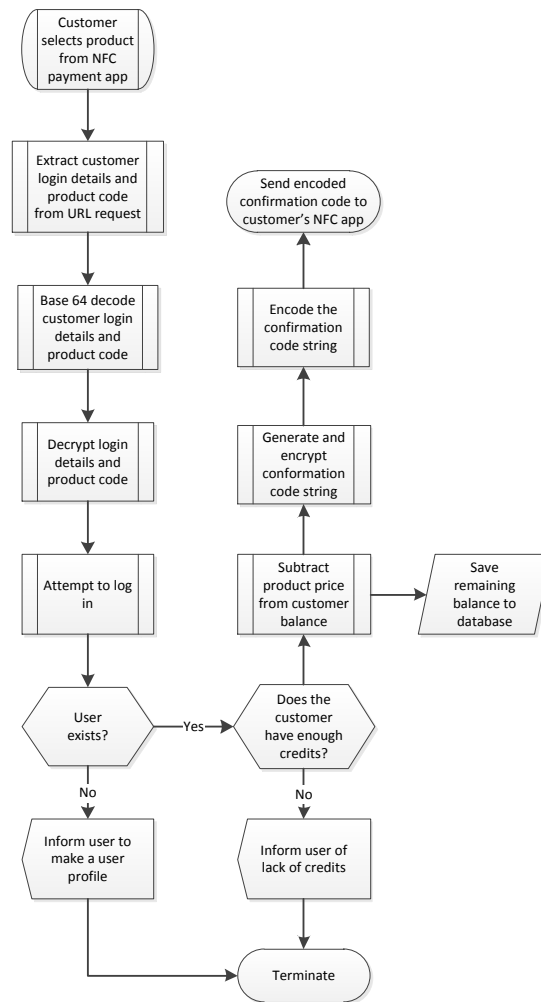 Customer
selects product
from NFC
payment app
Extract customer
login details and
product code
from URL request
Base 64 decode
customer login
details and
product code
Decrypt login
details and
product code
Attempt to log
in
User
exists?
Yes
No
Inform user to
make a user
profile
Send encoded
confirmation code to
customer's NFC app
Encode the
confirmation
code string
Generate and
encrypt
conformation
code string
Subtract
product price
from customer
balance
Save
remaining
balance to
database
Does the
customer
have enough
credits?
No
Inform user of
lack of credits
Terminate